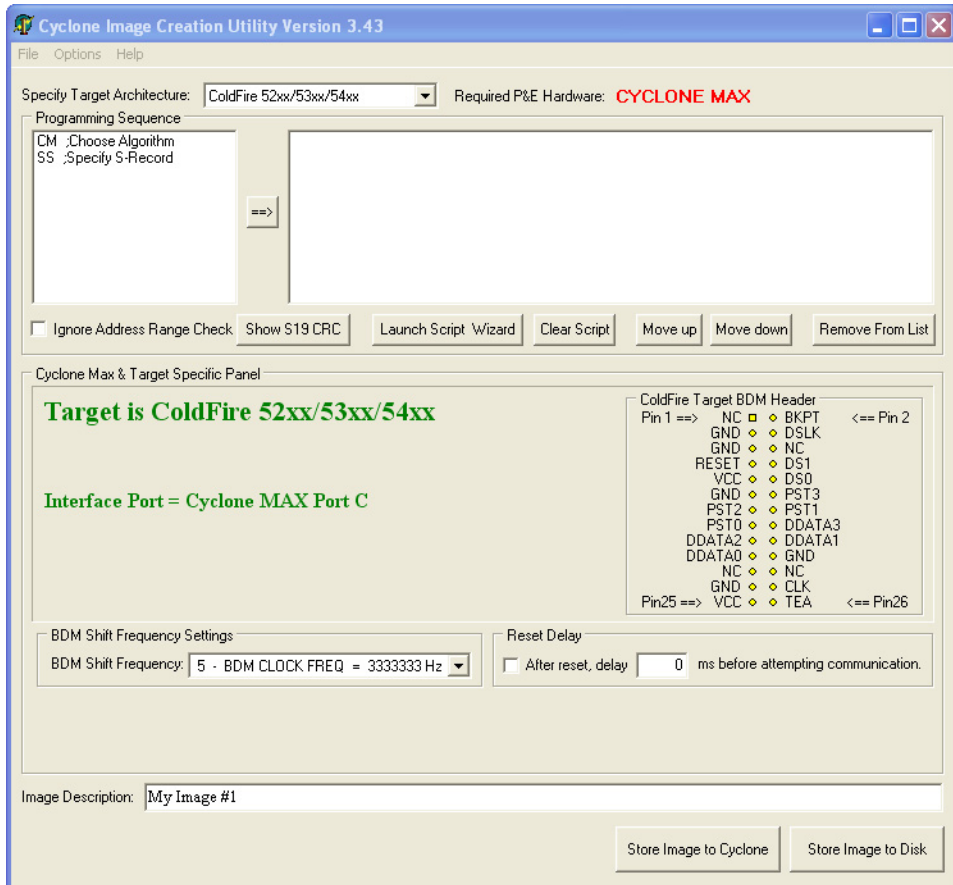 Cyclone Image Creation Utility Version 3.43
File Options Help
Specify Target Architecture: ColdFire 52xx/53xx/54xx Required P&E Hardware: CYCLONE MAX
Programming Sequence
CM ;Choose Algorithm
SS ;Specify S-Record
==>
Ignore Address Range Check Show S19 CRC Launch Script Wizard Clear Script Move up Move down Remove From List
Cyclone Max & Target Specific Panel
Target is ColdFire 52xx/53xx/54xx
Interface Port = Cyclone MAX Port C
ColdFire Target BDM Header
Pin 1 ==> NC BKPT <== Pin 2
GND DSLK
GND NC
RESET DS1
VCC DS0
GND PST3
PST2 PST1
PST0 DDATA3
DDATA2 DDATA1
DDATA0 GND
NC NC
GND CLK
Pin25 ==> VCC TEA <== Pin26
BDM Shift Frequency Settings
BDM Shift Frequency: 5 - BDM CLOCK FREQ = 3333333 Hz
Reset Delay
After reset, delay 0 ms before attempting communication.
Image Description: My Image #1
Store Image to Cyclone Store Image to Disk